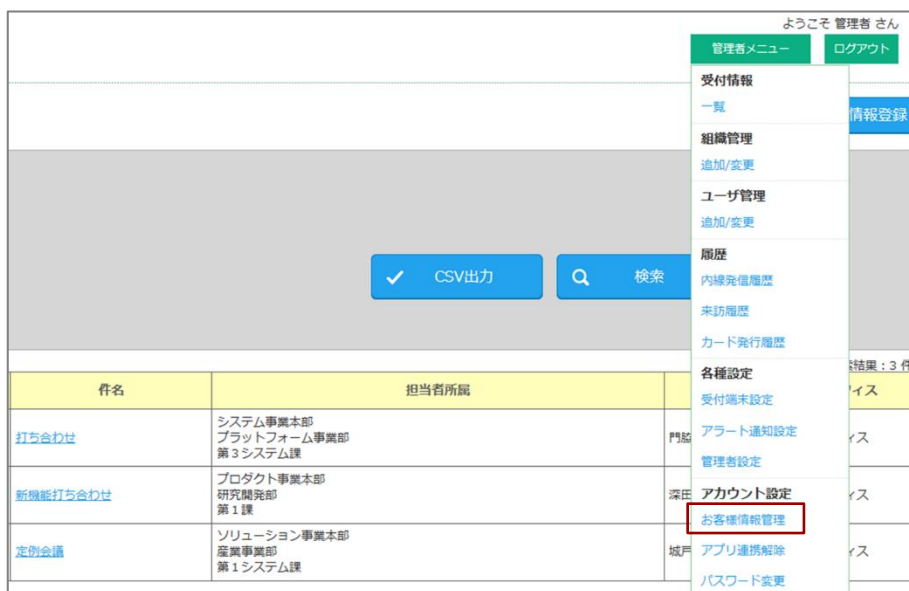 ようこそ 管理者 さん
管理者メニュー
ログアウト
受付情報
一覧
組織管理
追加/変更
ユーザ管理
追加/変更
履歴
内線発信履歴
来訪履歴
カード発行履歴
各種設定
受付端末設定
アラート通知設定
管理者設定
アカウント設定
お客様情報管理
アプリ連携解除
パスワード変更
情報登録
CSV出力
検索
結果:3 件
件名
担当者所属
ィス
打ち合わせ
システム事業本部
プラットフォーム事業部
第3システム課
門脇
ィス
新機能打ち合わせ
プロダクト事業本部
研究開発部
第1課
深田
ィス
定例会議
ソリューション事業本部
産業事業部
第1システム課
城戸
ィス